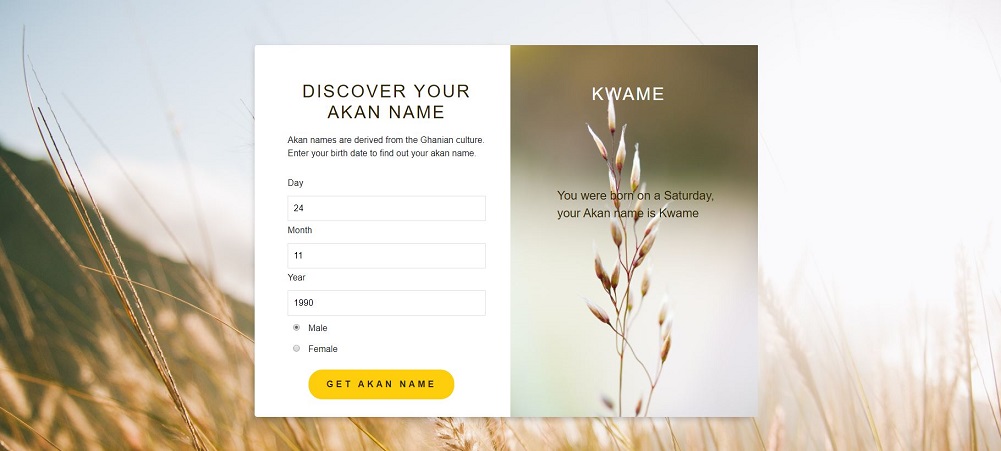 DISCOVER YOUR
AKAN NAME
Akan names are derived from the Ghanian culture.
Enter your birth date to find out your akan name.
Day
24
Month
11
Year
1990
Male
Female
GET AKAN NAME
KWAME
You were born on a Saturday,
your Akan name is Kwame